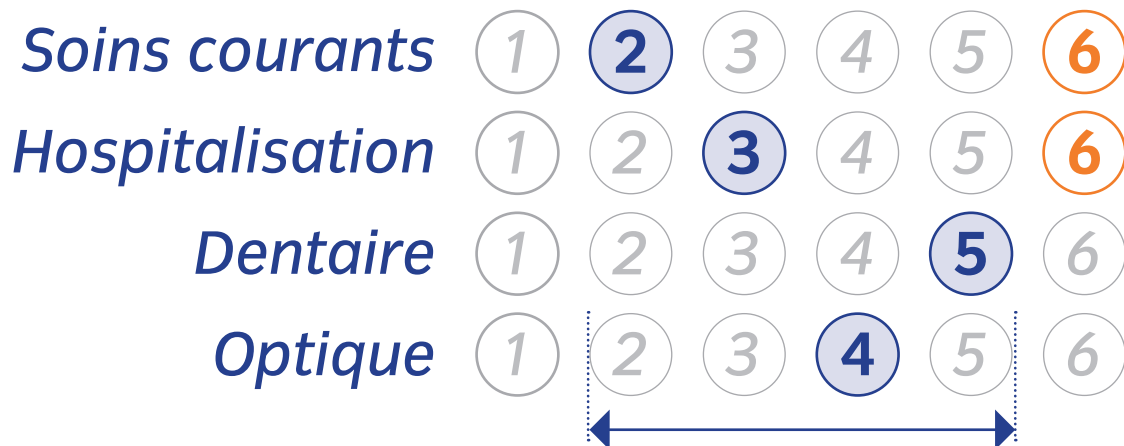 Soins courants 1 2 3 4 5 6
Hospitalisation 1 2 3 4 5 6
Dentaire 1 2 3 4 5 6
Optique 1 2 3 4 5 6